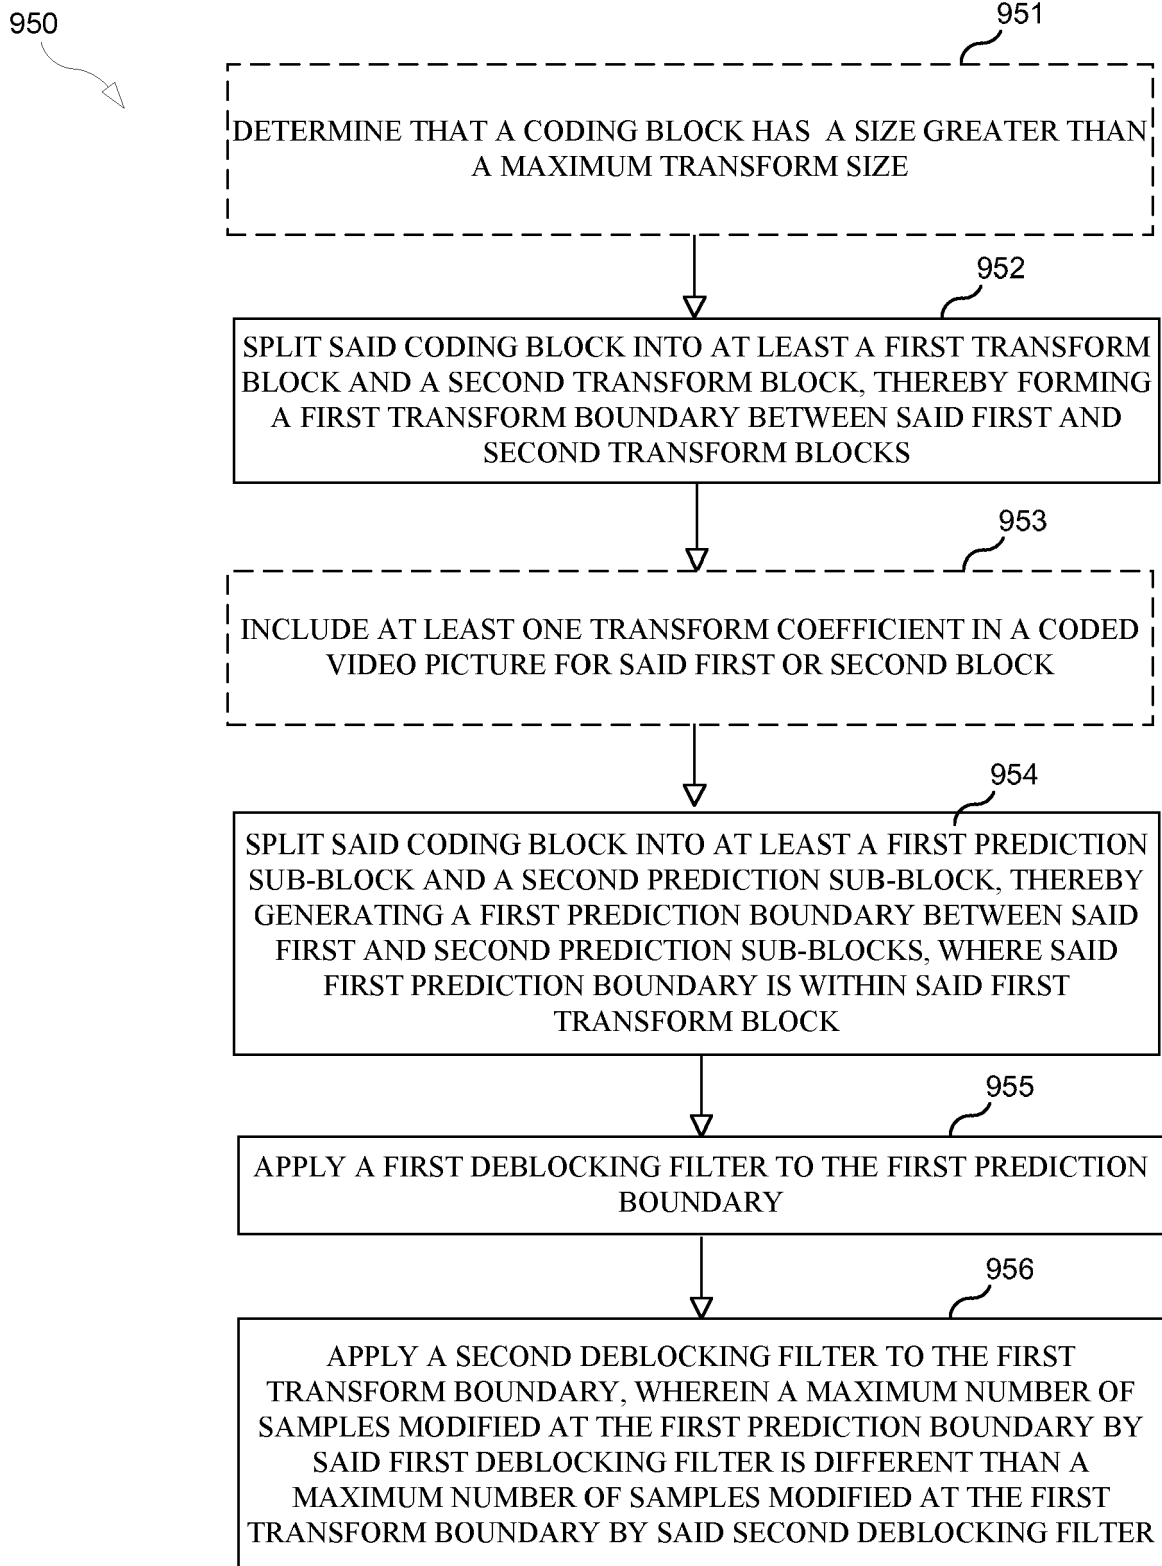 950
951
DETERMINE THAT A CODING BLOCK HAS A SIZE GREATER THAN
A MAXIMUM TRANSFORM SIZE
952
SPLIT SAID CODING BLOCK INTO AT LEAST A FIRST TRANSFORM
BLOCK AND A SECOND TRANSFORM BLOCK, THEREBY FORMING
A FIRST TRANSFORM BOUNDARY BETWEEN SAID FIRST AND
SECOND TRANSFORM BLOCKS
953
INCLUDE AT LEAST ONE TRANSFORM COEFFICIENT IN A CODED
VIDEO PICTURE FOR SAID FIRST OR SECOND BLOCK
954
SPLIT SAID CODING BLOCK INTO AT LEAST A FIRST PREDICTION
SUB-BLOCK AND A SECOND PREDICTION SUB-BLOCK, THEREBY
GENERATING A FIRST PREDICTION BOUNDARY BETWEEN SAID
FIRST AND SECOND PREDICTION SUB-BLOCKS, WHERE SAID
FIRST PREDICTION BOUNDARY IS WITHIN SAID FIRST
TRANSFORM BLOCK
955
APPLY A FIRST DEBLOCKING FILTER TO THE FIRST PREDICTION
BOUNDARY
956
APPLY A SECOND DEBLOCKING FILTER TO THE FIRST
TRANSFORM BOUNDARY, WHEREIN A MAXIMUM NUMBER OF
SAMPLES MODIFIED AT THE FIRST PREDICTION BOUNDARY BY
SAID FIRST DEBLOCKING FILTER IS DIFFERENT THAN A
MAXIMUM NUMBER OF SAMPLES MODIFIED AT THE FIRST
TRANSFORM BOUNDARY BY SAID SECOND DEBLOCKING FILTER